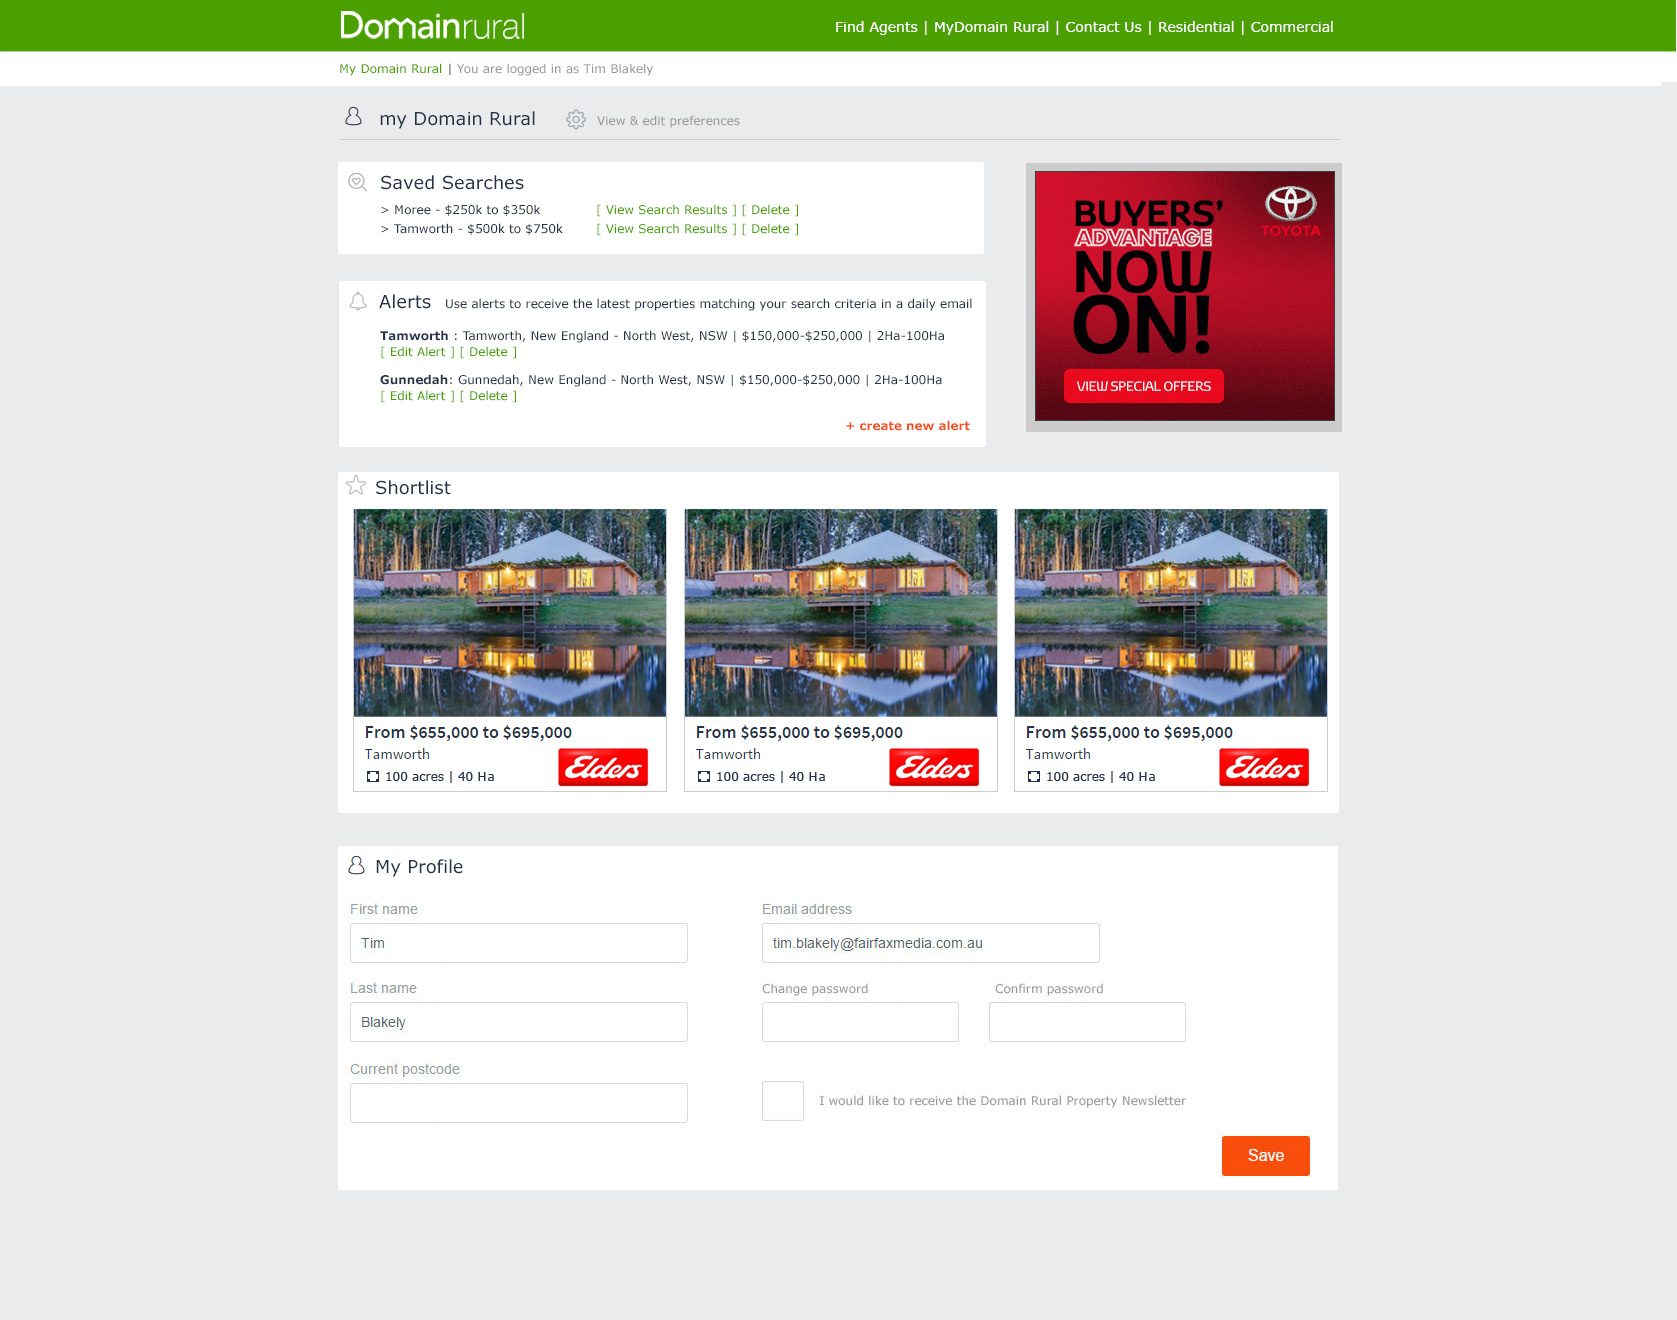 Domainrural
Find Agents | MyDomain Rural | Contact Us | Residential | Commercial
My Domain Rural | You are logged in as Tim Blakely
my Domain Rural View & edit preferences
Saved Searches
> Moree - $250k to $350k [ View Search Results ] [ Delete ]
> Tamworth - $500k to $750k [ View Search Results ] [ Delete ]
Alerts Use alerts to receive the latest properties matching your search criteria in a daily email
Tamworth : Tamworth, New England - North West, NSW | $150,000-$250,000 | 2Ha-100Ha
[ Edit Alert ] [ Delete ]
Gunnedah: Gunnedah, New England - North West, NSW | $150,000-$250,000 | 2Ha-100Ha
[ Edit Alert ] [ Delete ]
+ create new alert
TOYOTA
BUYERS'
ADVANTAGE
NOW
ON!
VIEW SPECIAL OFFERS
Shortlist
From $655,000 to $695,000
Tamworth
100 acres | 40 Ha
Elders
From $655,000 to $695,000
Tamworth
100 acres | 40 Ha
Elders
From $655,000 to $695,000
Tamworth
100 acres | 40 Ha
Elders
My Profile
First name
Tim
Email address
tim.blakely@fairfaxmedia.com.au
Last name
Blakely
Change password
Confirm password
Current postcode
I would like to receive the Domain Rural Property Newsletter
Save